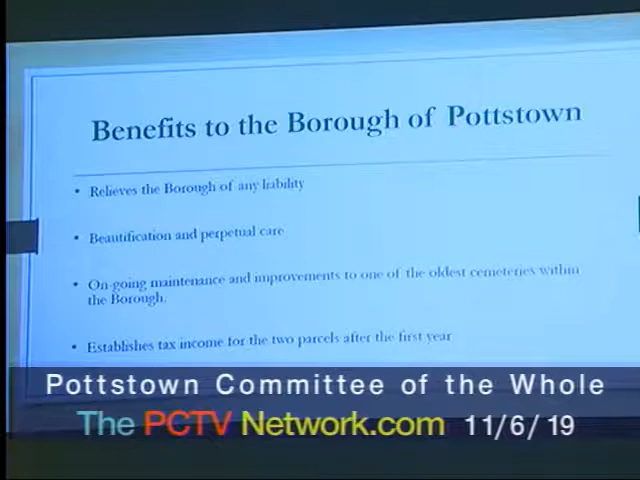 Benefits to the Borough of Pottstown
• Relieves the Borough of any liability
• Beautification and perpetual care
• On-going maintenance and improvements to one of the oldest cemeteries within
the Borough.
• Establishes tax income for the two parcels after the first year
Pottstown Committee of the Whole
The PCTV Network.com 11/6/19